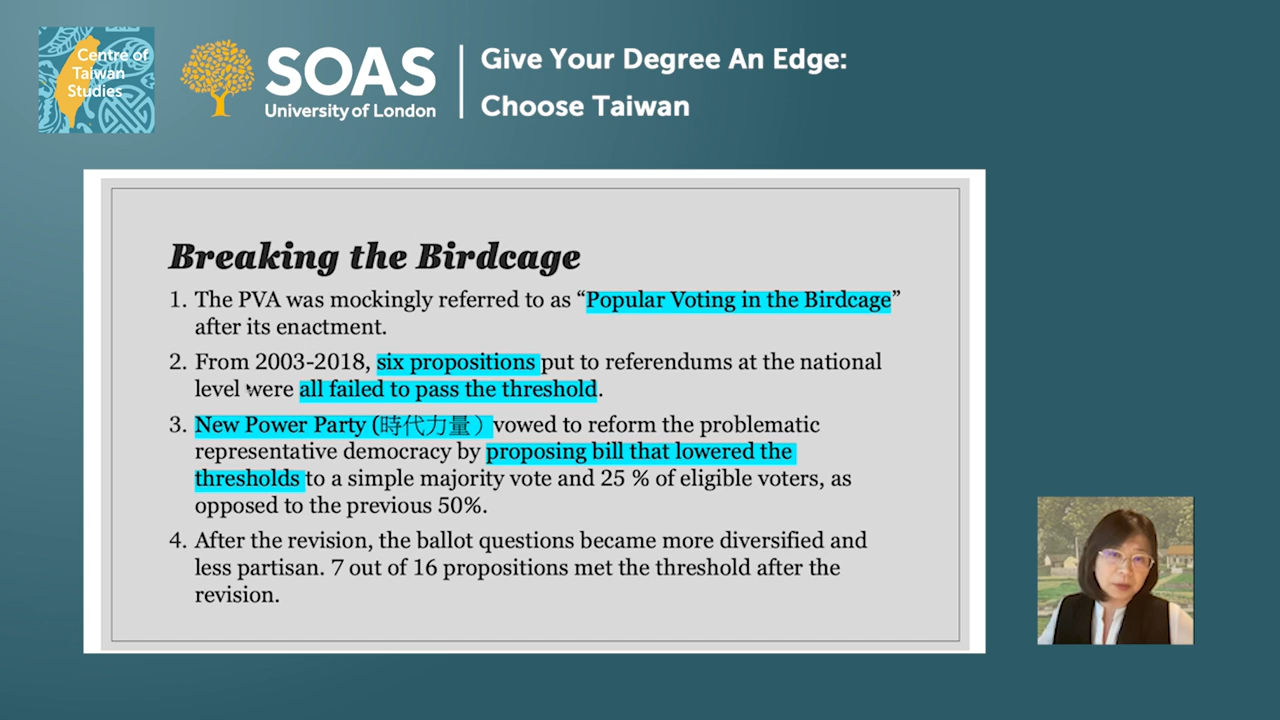 Centre of
Taiwan
Studies
SOAS
University of London
Give Your Degree An Edge:
Choose Taiwan
Breaking the Birdcage
1. The PVA was mockingly referred to as “Popular Voting in the Birdcage”
after its enactment.
2. From 2003-2018, six propositions put to referendums at the national
level were all failed to pass the threshold.
3. New Power Party (時代力量） vowed to reform the problematic
representative democracy by proposing bill that lowered the
thresholds to a simple majority vote and 25 % of eligible voters, as
opposed to the previous 50%.
4. After the revision, the ballot questions became more diversified and
less partisan. 7 out of 16 propositions met the threshold after the
revision.